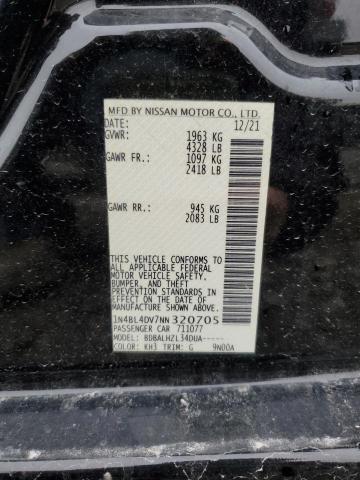 MFD BY NISSAN MOTOR CO., LTD.
DATE: 12/21
GVWR: 1963 KG
4328 LB
GAWR FR.: 1097 KG
2418 LB
GAWR RR.: 945 KG
2083 LB
THIS VEHICLE CONFORMS TO
ALL APPLICABLE FEDERAL
MOTOR VEHICLE SAFETY,
BUMPER, AND THEFT
PREVENTION STANDARDS IN
EFFECT ON THE DATE OF
MANUFACTURE SHOWN ABOVE.
1N4BL4DV7NN320705
PASSENGER CAR 711077
MODEL: BDBALHZL34DUA-----
COLOR: KH3 TRIM: G 9N00A